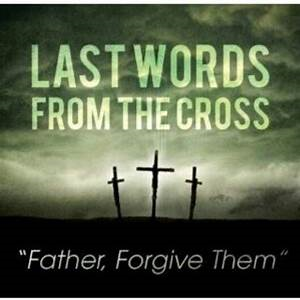 LAST WORDS
FROM THE CROSS
"Father, Forgive Them"